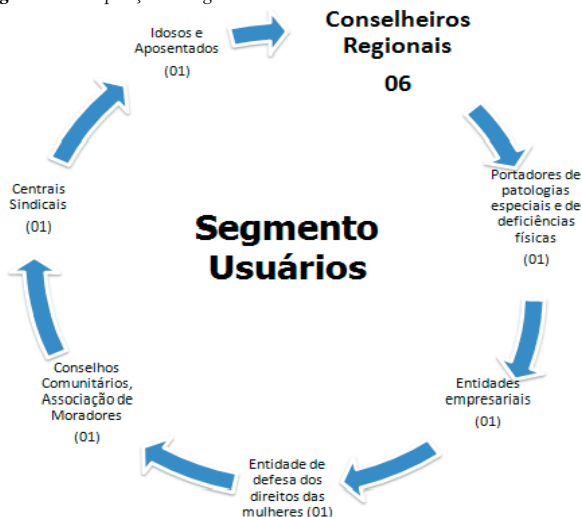 Conselheiros
Regionais
06
Portadores de
patologias
especiais e de
deficiências
físicas
(01)
Entidades
empresariais
(01)
Entidade de
defesa dos
direitos das
mulheres (01)
Conselhos
Comunitários,
Associação de
Moradores
(01)
Centrais
Sindicais
(01)
Idosos e
Aposentados
(01)
Segmento
Usuários